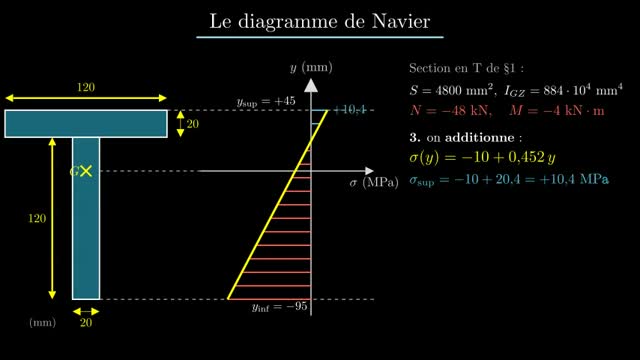 Le diagramme de Navier
120
20
G
120
20
(mm)
y (mm)
y_sup = +45
+10,4
σ (MPa)
y_inf = −95
Section en T de §1 :
S = 4800 mm², I_GZ = 884·10⁴ mm⁴
N = −48 kN, M = −4 kN·m
3. on additionne :
σ(y) = −10 + 0,452 y
σ_sup = −10 + 20,4 = +10,4 MPa